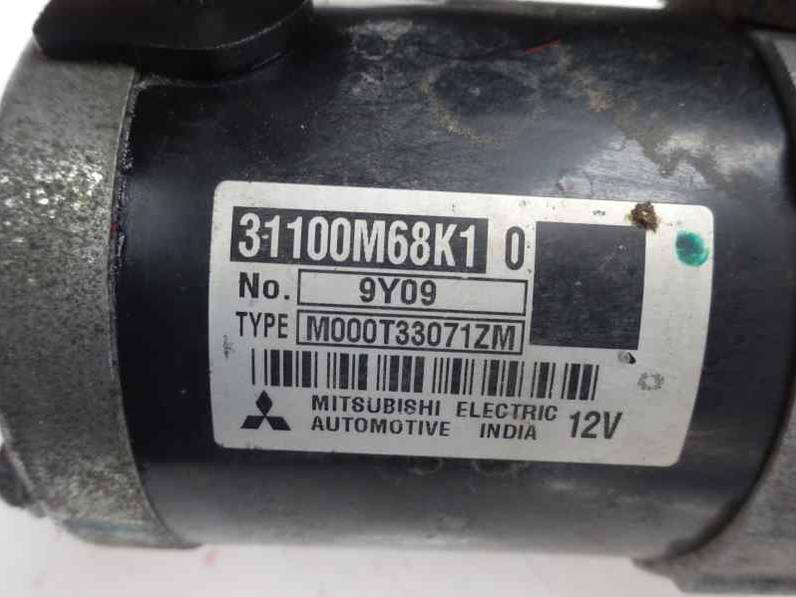 31100M68K1 0
No. 9Y09
TYPE M000T33071ZM
MITSUBISHI ELECTRIC
AUTOMOTIVE INDIA 12V